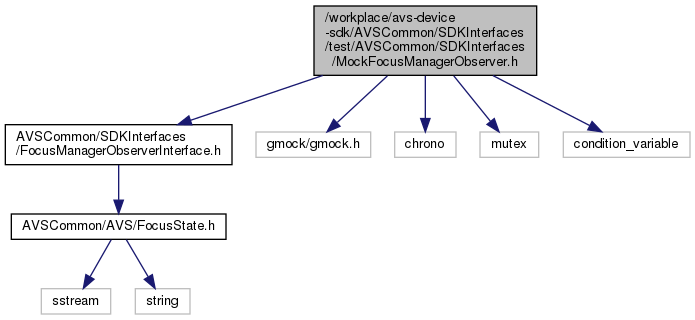 /workplace/avs-device
-sdk/AVSCommon/SDKInterfaces
/test/AVSCommon/SDKInterfaces
/MockFocusManagerObserver.h
AVSCommon/SDKInterfaces
/FocusManagerObserverInterface.h
gmock/gmock.h
chrono
mutex
condition_variable
AVSCommon/AVS/FocusState.h
sstream
string